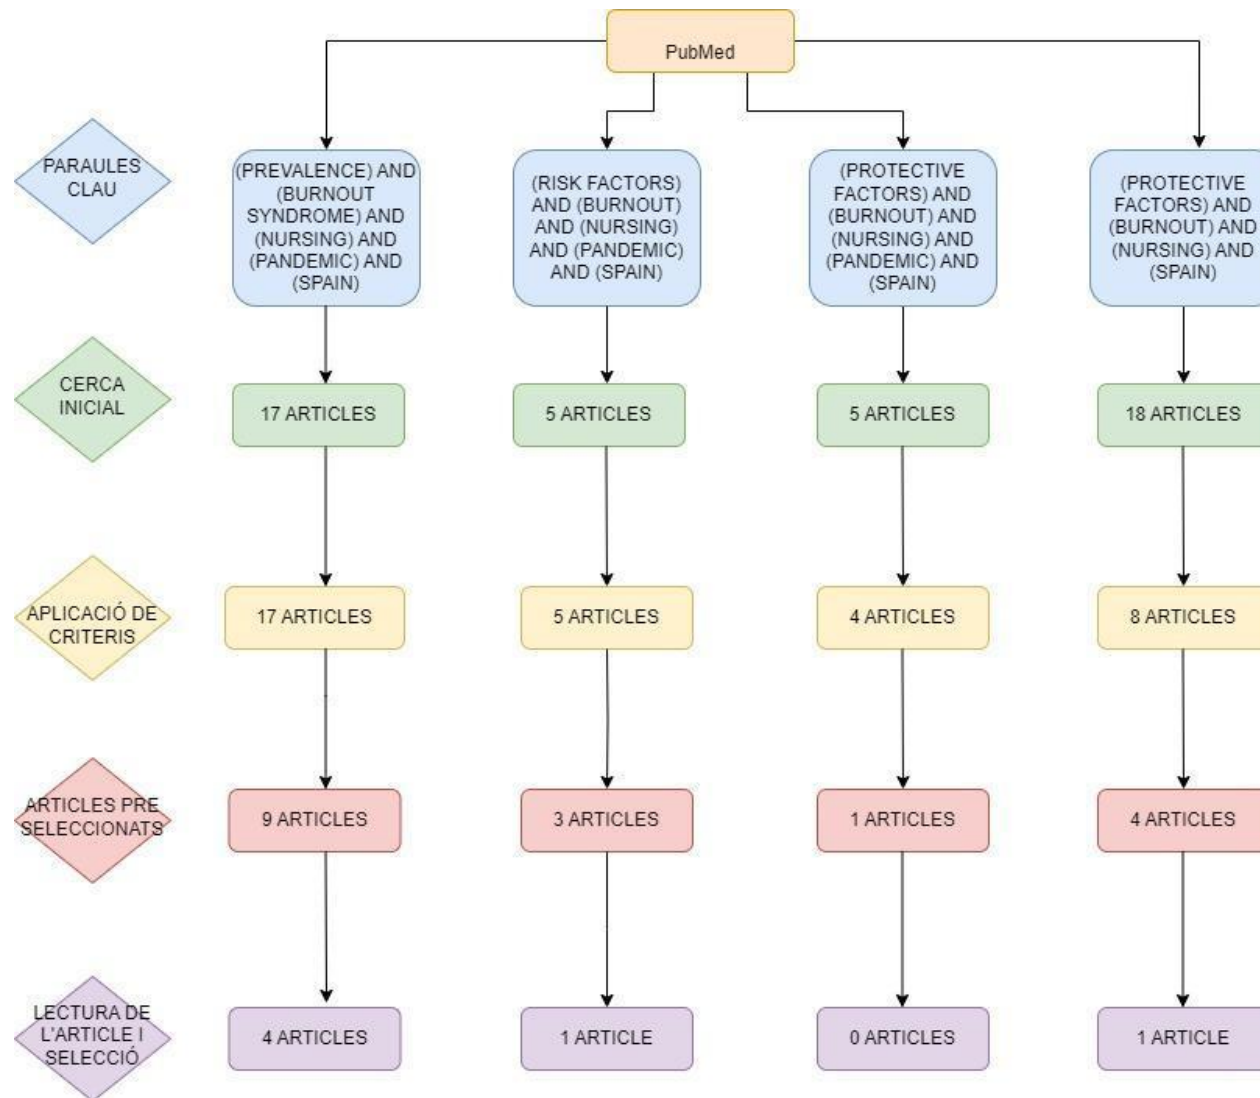 PubMed
PARAULES
CLAU
(PREVALENCE) AND
(BURNOUT
SYNDROME) AND
(NURSING) AND
(PANDEMIC) AND
(SPAIN)
(RISK FACTORS)
AND (BURNOUT)
AND (NURSING)
AND (PANDEMIC)
AND (SPAIN)
(PROTECTIVE
FACTORS) AND
(BURNOUT) AND
(NURSING) AND
(PANDEMIC) AND
(SPAIN)
(PROTECTIVE
FACTORS) AND
(BURNOUT) AND
(NURSING) AND
(SPAIN)
CERCA
INICIAL
17 ARTICLES
5 ARTICLES
5 ARTICLES
18 ARTICLES
APLICACIÓ DE
CRITERIS
17 ARTICLES
5 ARTICLES
4 ARTICLES
8 ARTICLES
ARTICLES PRE
SELECCIONATS
9 ARTICLES
3 ARTICLES
1 ARTICLES
4 ARTICLES
LECTURA DE
L'ARTICLE I
SELECCIÓ
4 ARTICLES
1 ARTICLE
0 ARTICLES
1 ARTICLE